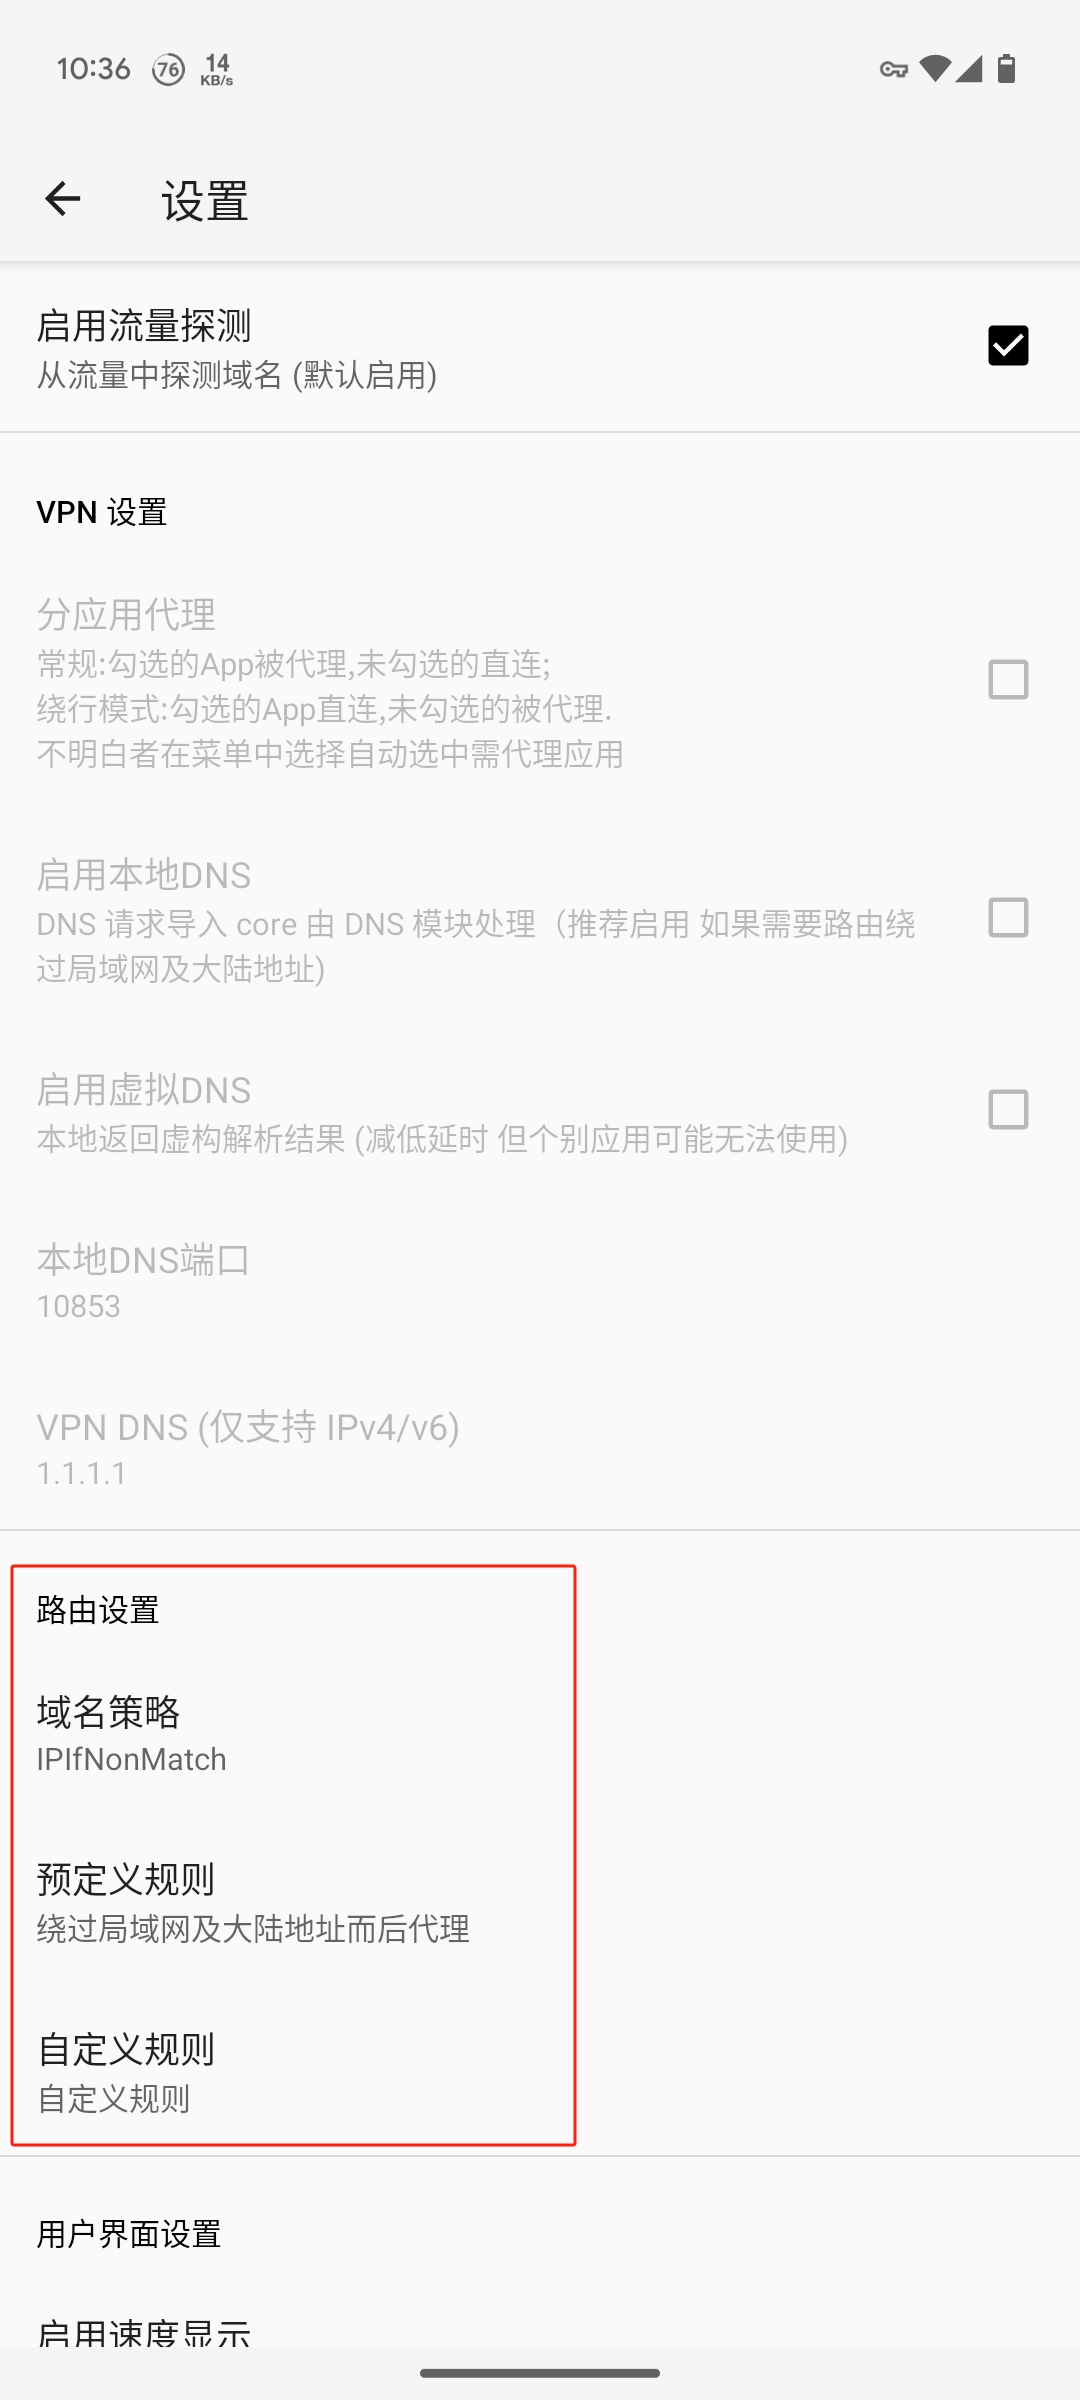 10:36
76
14
KB/s
设置
启用流量探测
从流量中探测域名 (默认启用)
VPN 设置
分应用代理
常规:勾选的App被代理,未勾选的直连;
绕行模式:勾选的App直连,未勾选的被代理.
不明白者在菜单中选择自动选中需代理应用
启用本地DNS
DNS 请求导入 core 由 DNS 模块处理（推荐启用 如果需要路由绕
过局域网及大陆地址)
启用虚拟DNS
本地返回虚构解析结果 (减低延时 但个别应用可能无法使用)
本地DNS端口
10853
VPN DNS (仅支持 IPv4/v6)
1.1.1.1
路由设置
域名策略
IPIfNonMatch
预定义规则
绕过局域网及大陆地址而后代理
自定义规则
自定义规则
用户界面设置
启用速度显示